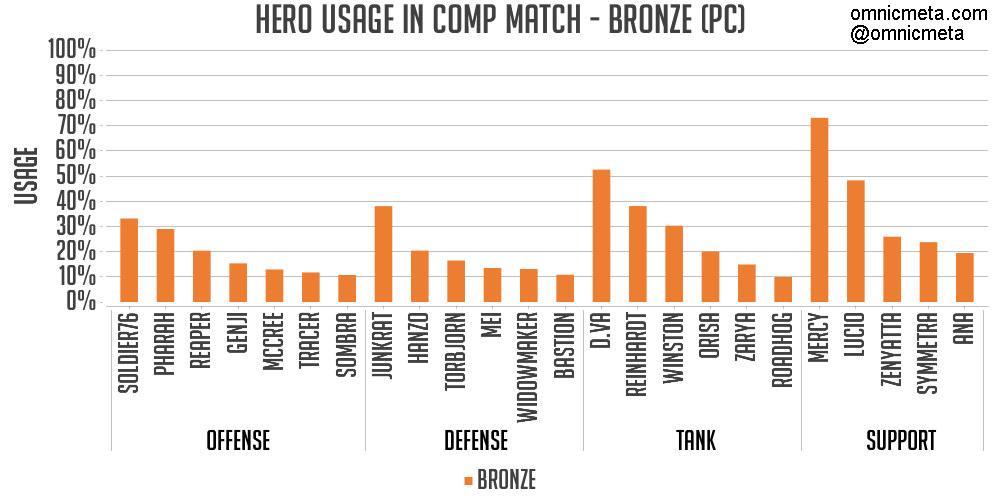 HERO USAGE IN COMP MATCH - BRONZE (PC)
omnicmeta.com
@omnicmeta
USAGE
100%
90%
80%
70%
60%
50%
40%
30%
20%
10%
0%
SOLDIER76
PHARAH
REAPER
GENJI
MCCREE
TRACER
SOMBRA
JUNKRAT
HANZO
TORBJORN
MEI
WIDOWMAKER
BASTION
D.VA
REINHARDT
WINSTON
ORISA
ZARYA
ROADHOG
MERCY
LUCIO
ZENYATTA
SYMMETRA
ANA
OFFENSE
DEFENSE
TANK
SUPPORT
BRONZE